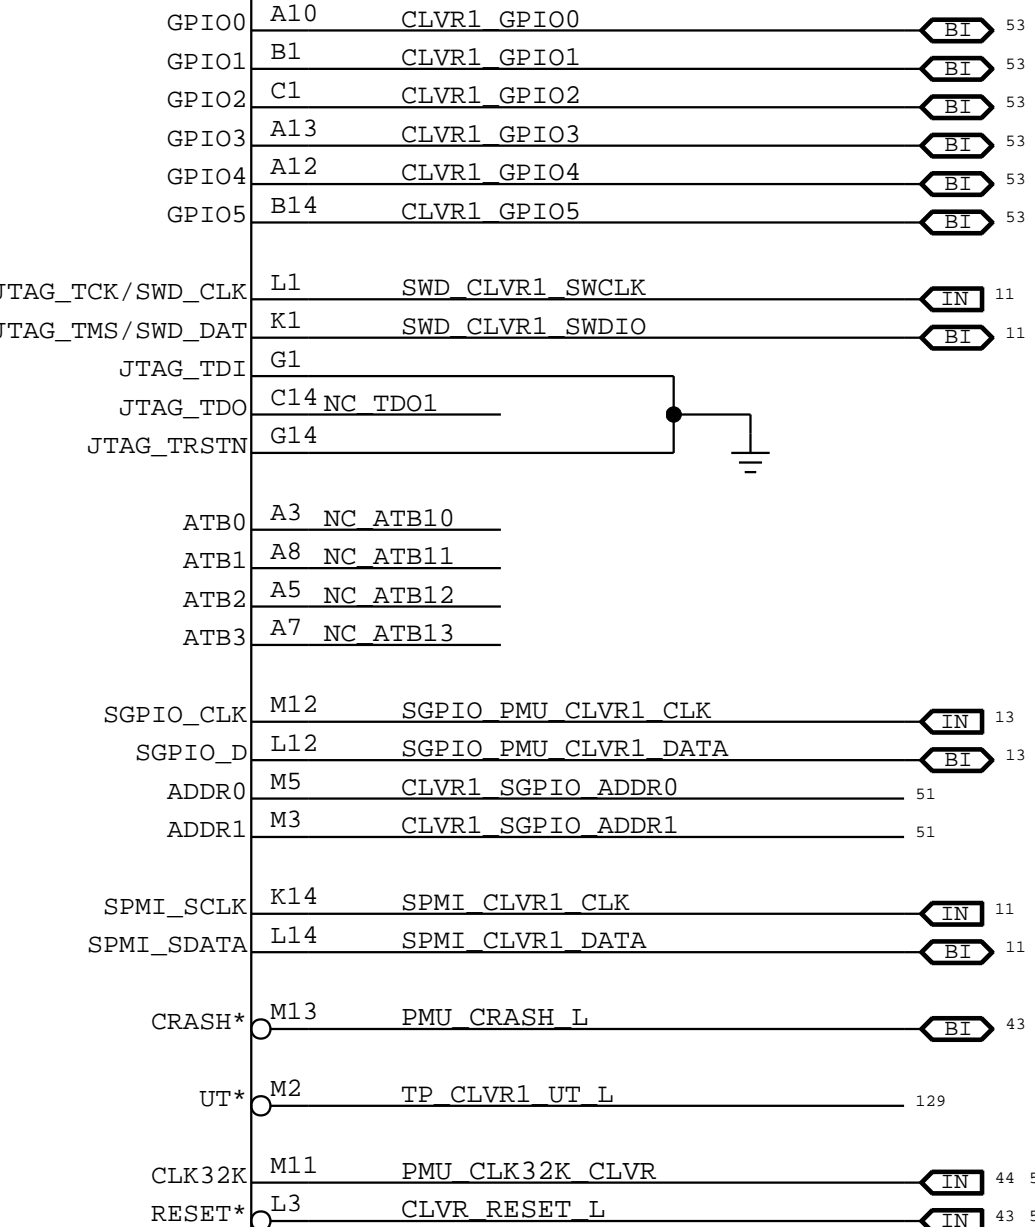 GPIO0 A10 CLVR1_GPIO0 BI 53
GPIO1 B1 CLVR1_GPIO1 BI 53
GPIO2 C1 CLVR1_GPIO2 BI 53
GPIO3 A13 CLVR1_GPIO3 BI 53
GPIO4 A12 CLVR1_GPIO4 BI 53
GPIO5 B14 CLVR1_GPIO5 BI 53
JTAG_TCK/SWD_CLK L1 SWD_CLVR1_SWCLK IN 11
JTAG_TMS/SWD_DAT K1 SWD_CLVR1_SWDIO BI 11
JTAG_TDI G1
JTAG_TDO C14 NC_TDO1
JTAG_TRSTN G14
ATB0 A3 NC_ATB10
ATB1 A8 NC_ATB11
ATB2 A5 NC_ATB12
ATB3 A7 NC_ATB13
SGPIO_CLK M12 SGPIO_PMU_CLVR1_CLK IN 13
SGPIO_D L12 SGPIO_PMU_CLVR1_DATA BI 13
ADDR0 M5 CLVR1_SGPIO_ADDR0 51
ADDR1 M3 CLVR1_SGPIO_ADDR1 51
SPMI_SCLK K14 SPMI_CLVR1_CLK IN 11
SPMI_SDATA L14 SPMI_CLVR1_DATA BI 11
CRASH* M13 PMU_CRASH_L BI 43
UT* M2 TP_CLVR1_UT_L 129
CLK32K M11 PMU_CLK32K_CLVR IN 44
RESET* L3 CLVR_RESET_L IN 43